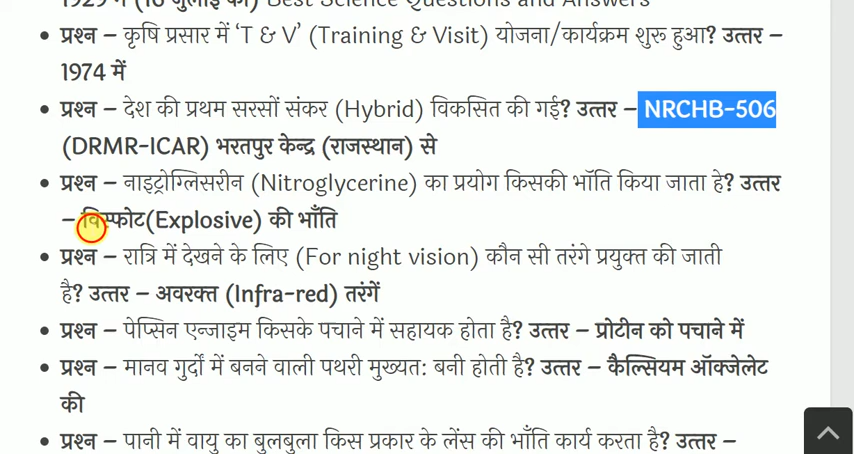 1929 में (16 जुलाई को) Best Science Questions and Answers
प्रश्न – कृषि प्रसार में ‘T & V’ (Training & Visit) योजना/कार्यक्रम शुरू हुआ? उत्तर –
1974 में
प्रश्न – देश की प्रथम सरसों संकर (Hybrid) विकसित की गई? उत्तर – NRCHB-506
(DRMR-ICAR) भरतपुर केन्द्र (राजस्थान) से
प्रश्न – नाइट्रोग्लिसरीन (Nitroglycerine) का प्रयोग किसकी भाॅति किया जाता हे? उत्तर
– विस्फोट(Explosive) की भाँति
प्रश्न – रात्रि में देखने के लिए (For night vision) कौन सी तरंगे प्रयुक्त की जाती
है? उत्तर – अवरक्त (Infra-red) तरंगें
प्रश्न – पेप्सिन एन्जाइम किसके पचाने में सहायक होता है? उत्तर – प्रोटीन को पचाने में
प्रश्न – मानव गुर्दो में बनने वाली पथरी मुख्यत: बनी होती है? उत्तर – कैल्सियम ऑक्जेलेट
की
प्रश्न – पानी में वायु का बुलबुला किस प्रकार के लेंस की भाँति कार्य करता है? उत्तर –